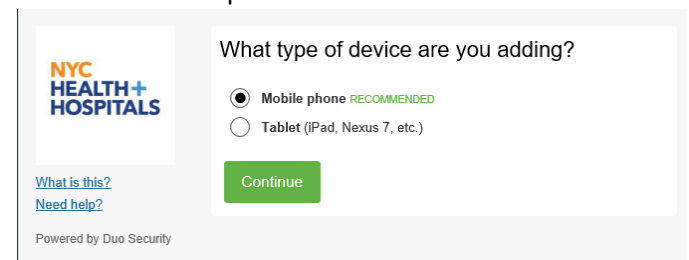 What type of device are you adding?
NYC
HEALTH+
HOSPITALS
Mobile phone RECOMMENDED
Tablet (iPad, Nexus 7, etc.)
Continue
What is this?
Need help?
Powered by Duo Security